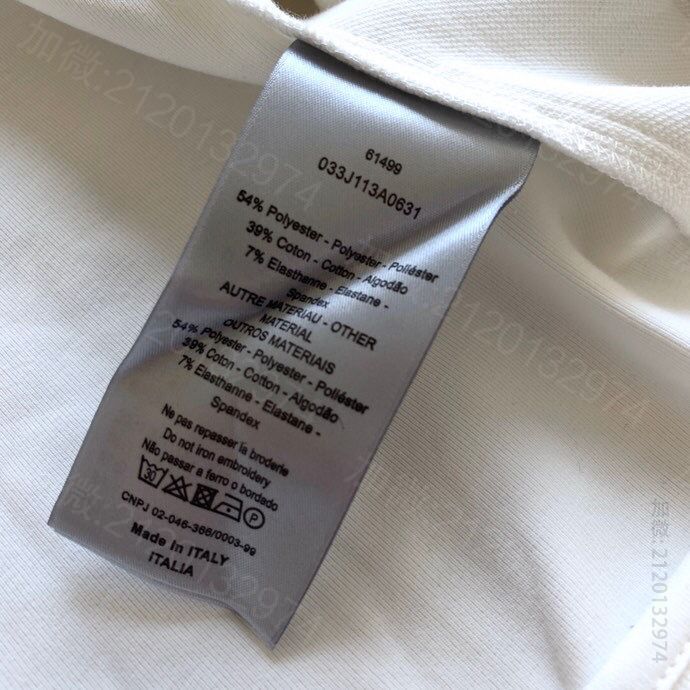 加微:2120132974
61499
033J113A0631
54% Polyester - Polyester - Poliéster
39% Coton - Cotton - Algodão
7% Elasthanne - Elastane -
Spandex
AUTRE MATERIAU - OTHER
MATERIAL
OUTROS MATERIAIS
54% Polyester - Polyester - Poliéster
39% Coton - Cotton - Algodão
7% Elasthanne - Elastane -
Spandex
Ne pas repasser la broderie
Do not iron embroidery
Não passar a ferro o bordado
30 P
CNPJ 02-046-366/0003-99
Made in ITALY
ITALIA
加微:2120132974
2120132974
:2120132974